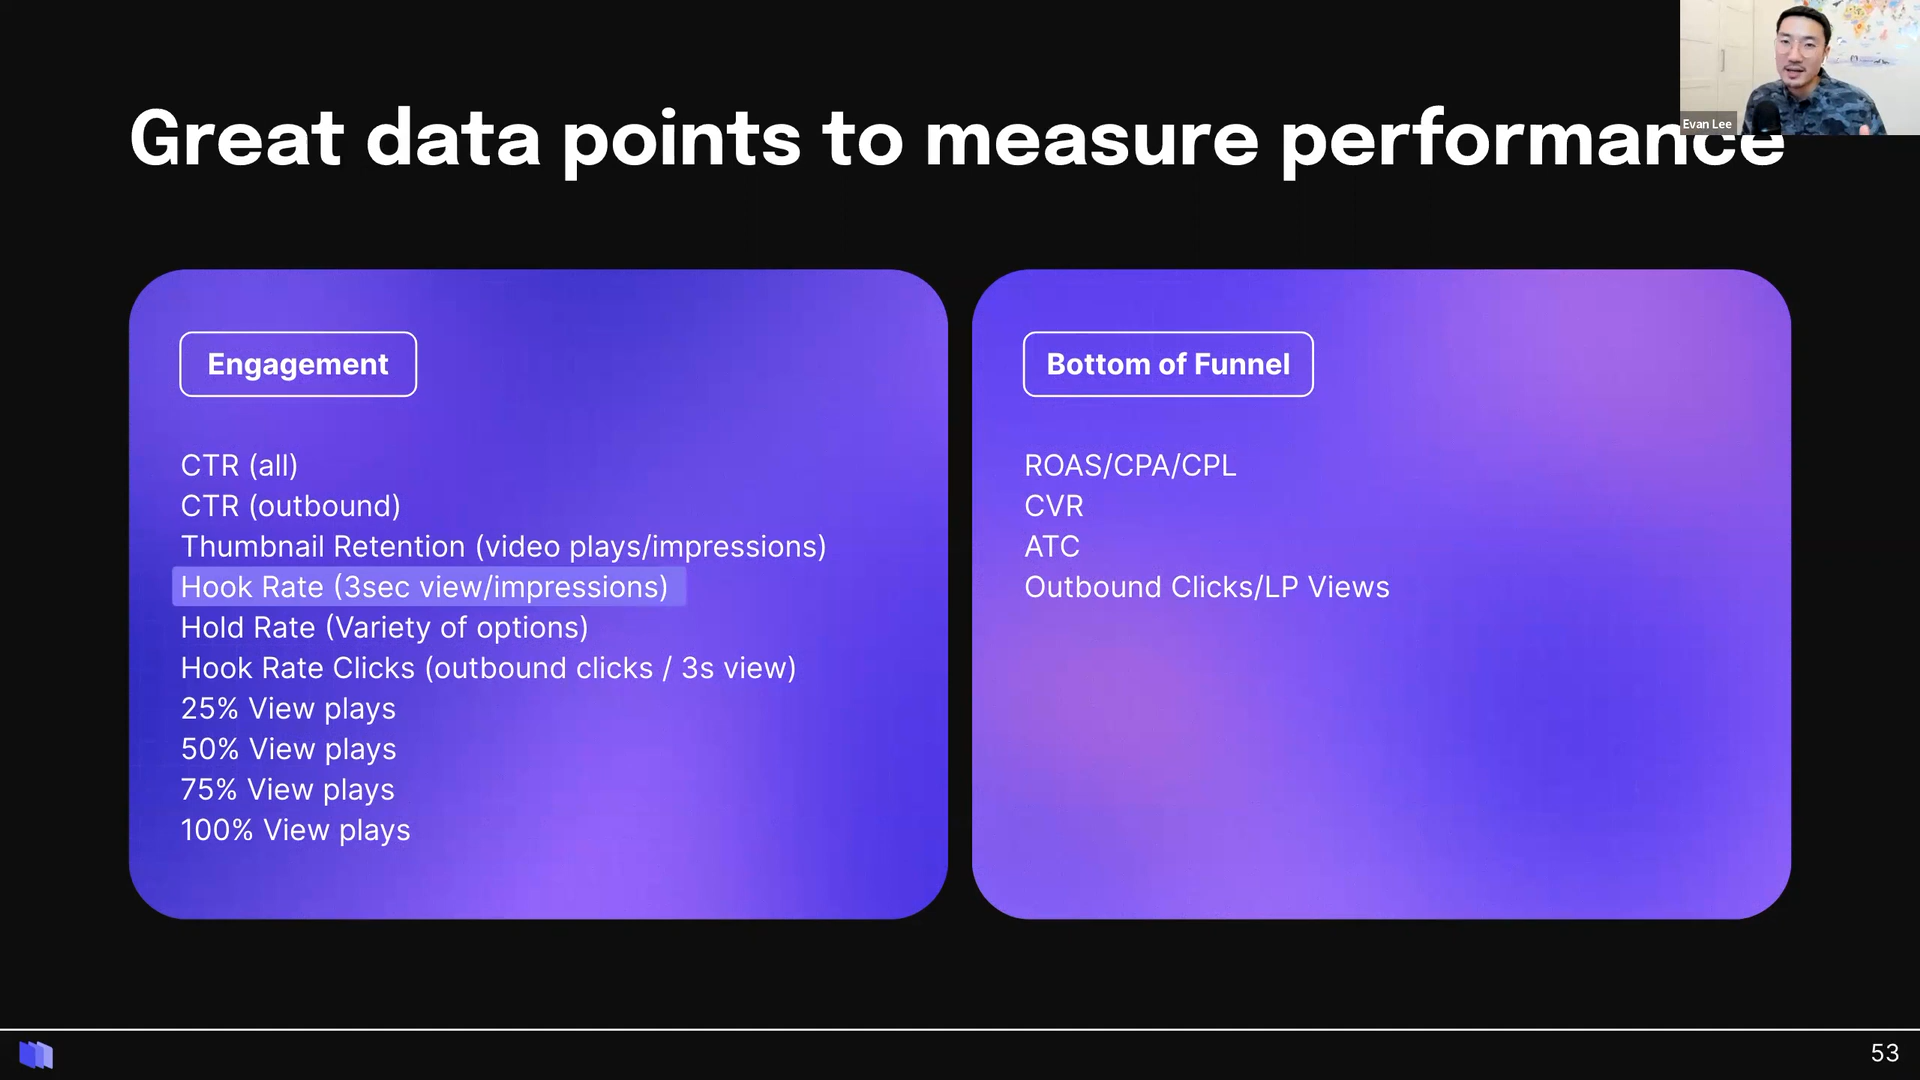 Evan Lee
Great data points to measure performance
Engagement
CTR (all)
CTR (outbound)
Thumbnail Retention (video plays/impressions)
Hook Rate (3sec view/impressions)
Hold Rate (Variety of options)
Hook Rate Clicks (outbound clicks / 3s view)
25% View plays
50% View plays
75% View plays
100% View plays
Bottom of Funnel
ROAS/CPA/CPL
CVR
ATC
Outbound Clicks/LP Views
53